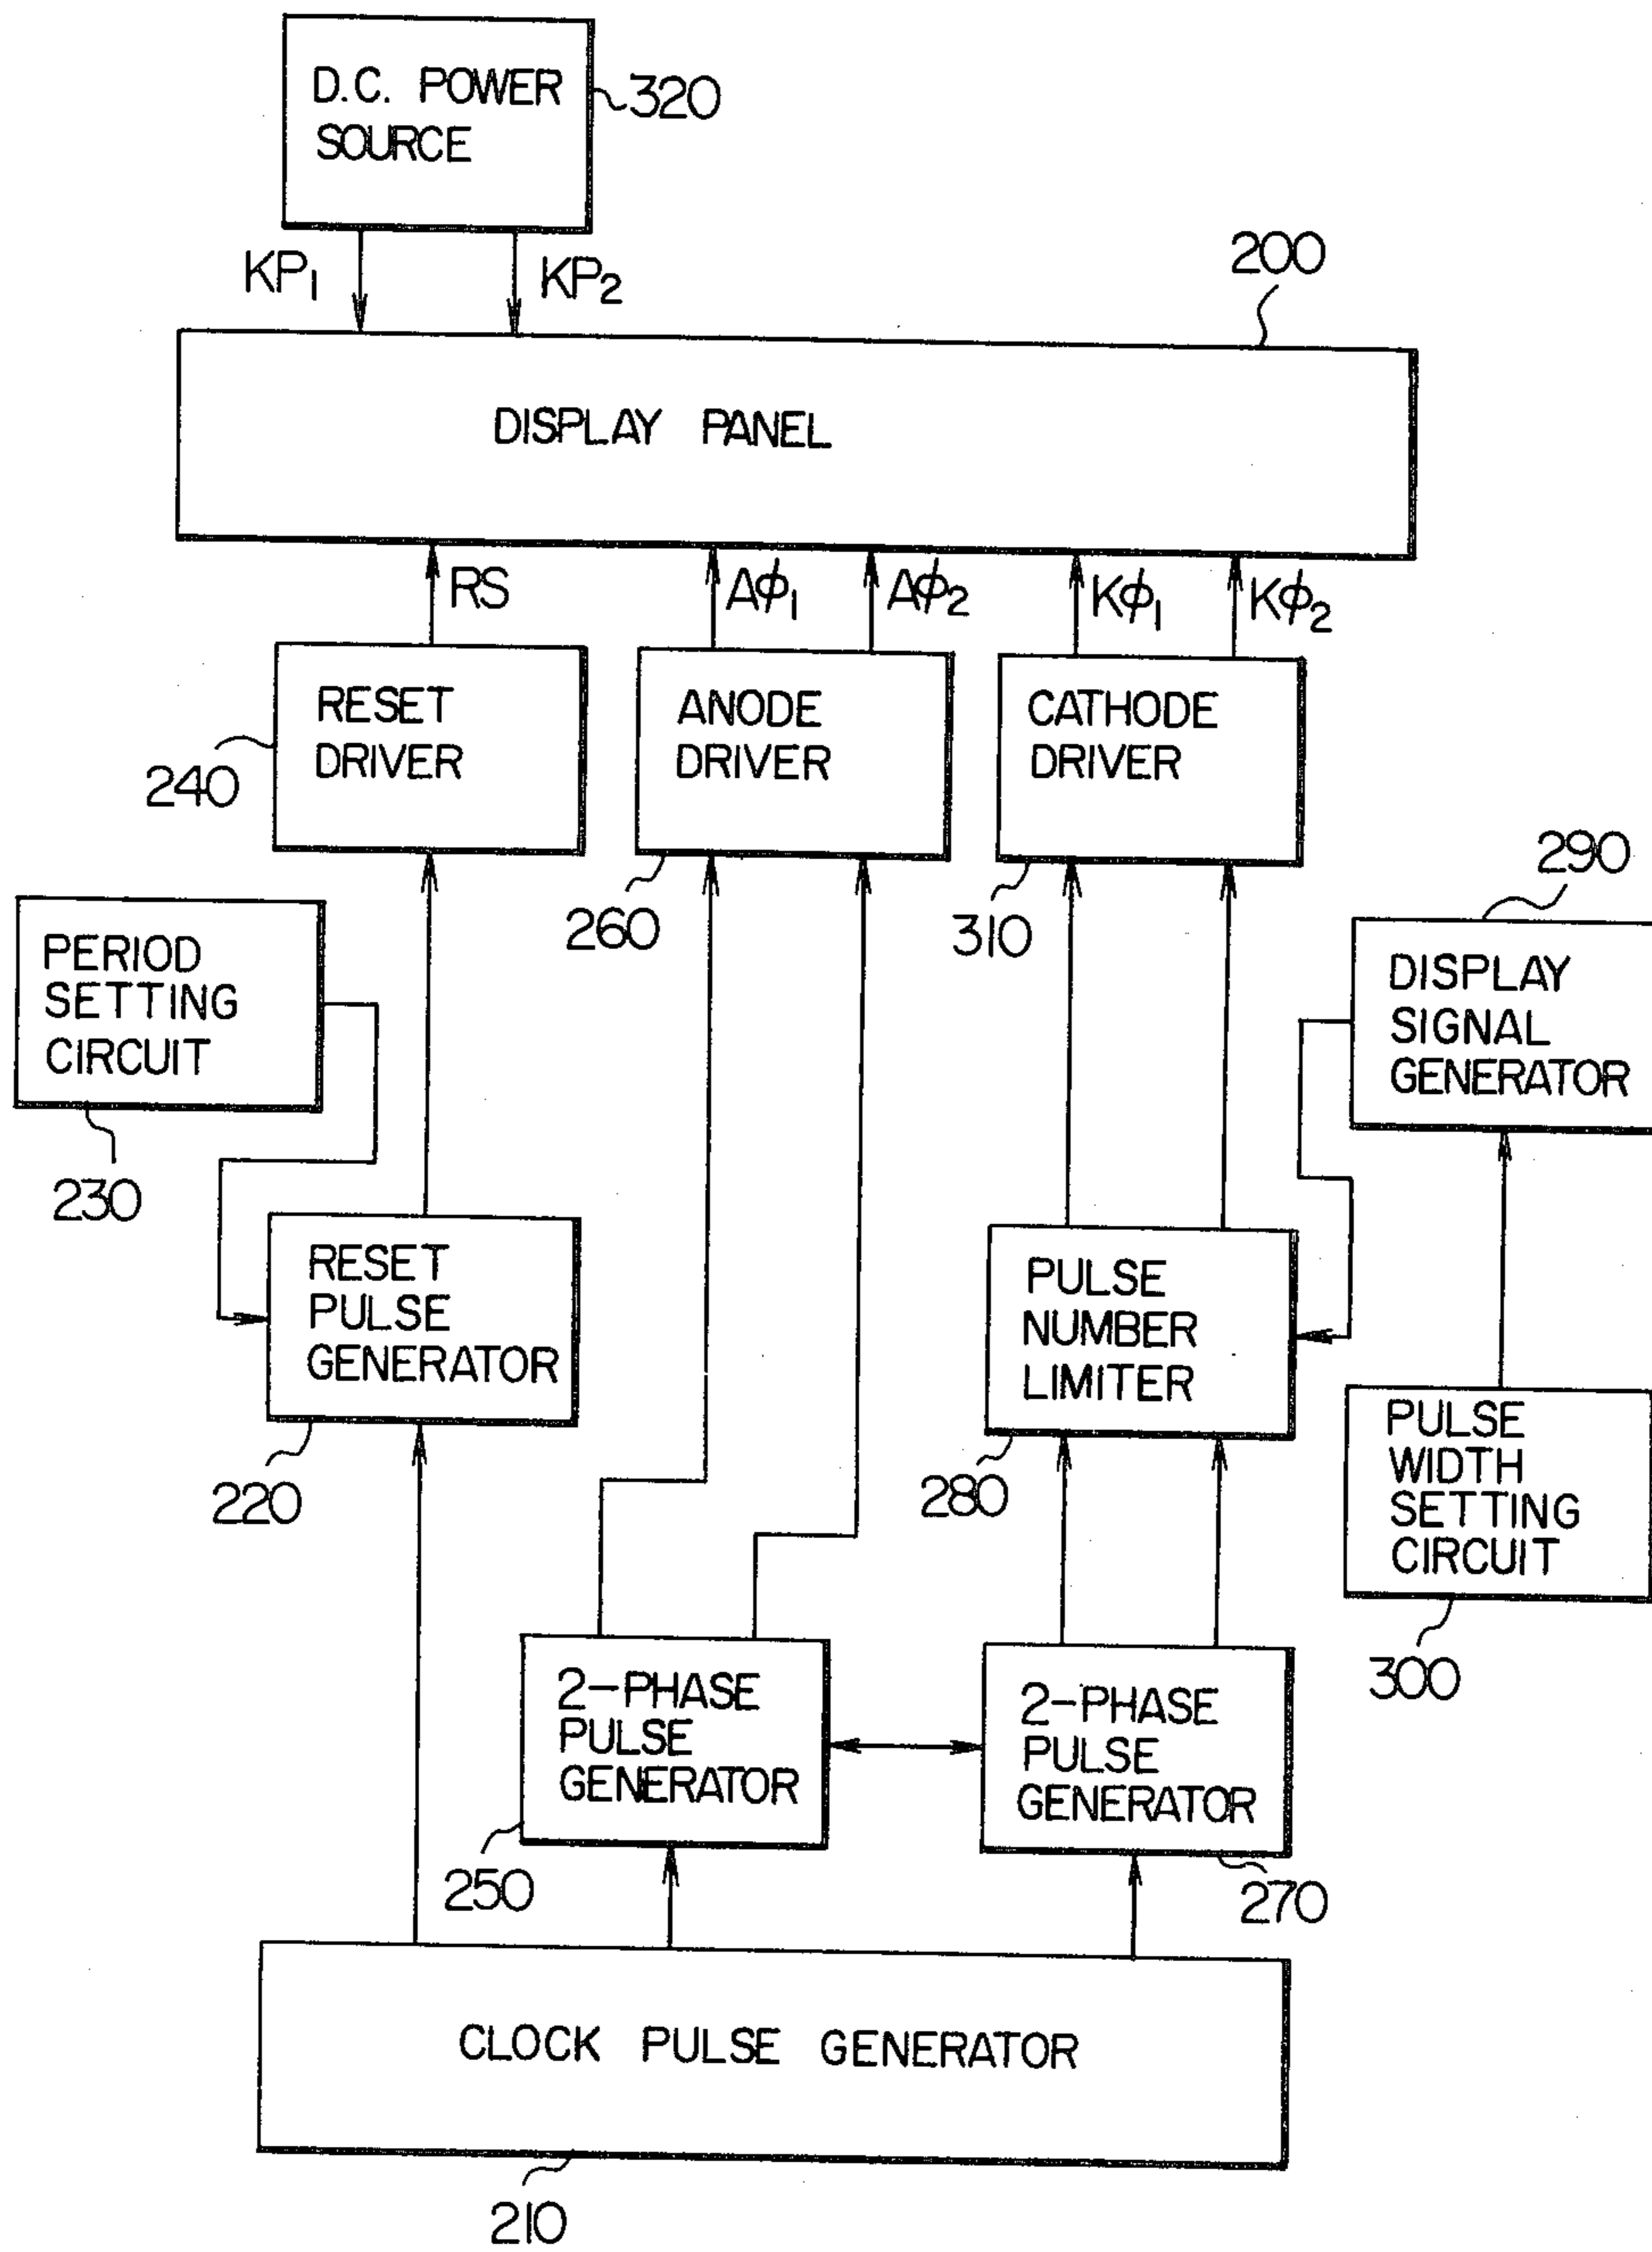 D.C. POWER
SOURCE
320
KP1
KP2
200
DISPLAY PANEL
RS
Aϕ1
Aϕ2
Kϕ1
Kϕ2
RESET
DRIVER
240
ANODE
DRIVER
260
CATHODE
DRIVER
310
290
PERIOD
SETTING
CIRCUIT
230
DISPLAY
SIGNAL
GENERATOR
RESET
PULSE
GENERATOR
220
PULSE
NUMBER
LIMITER
280
PULSE
WIDTH
SETTING
CIRCUIT
300
2-PHASE
PULSE
GENERATOR
250
2-PHASE
PULSE
GENERATOR
270
CLOCK PULSE GENERATOR
210